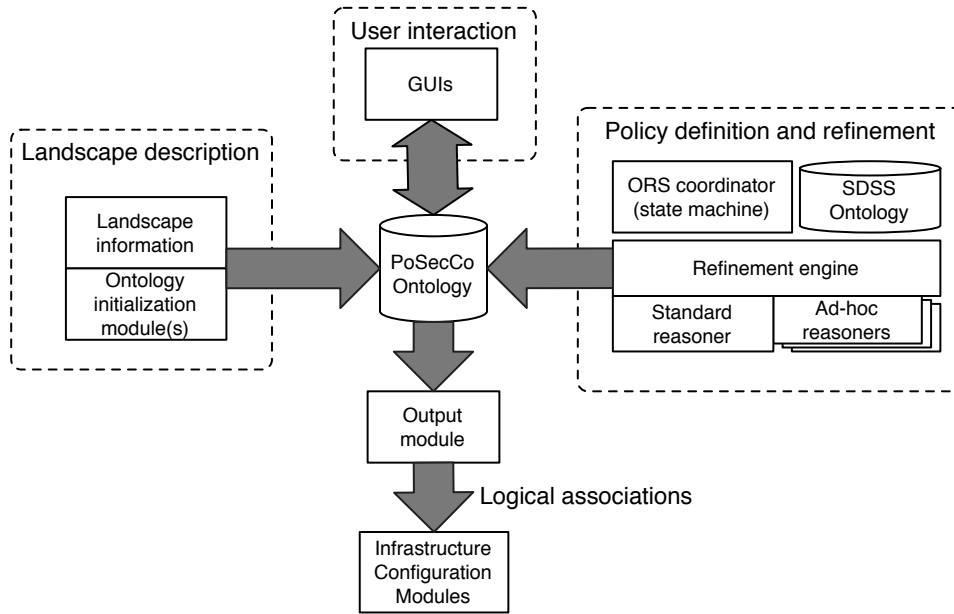 User interaction
GUIs
Landscape description
Landscape
information
Ontology
initialization
module(s)
PoSecCo
Ontology
Policy definition and refinement
ORS coordinator
(state machine)
SDSS
Ontology
Refinement engine
Standard
reasoner
Ad-hoc
reasoners
Output
module
Logical associations
Infrastructure
Configuration
Modules